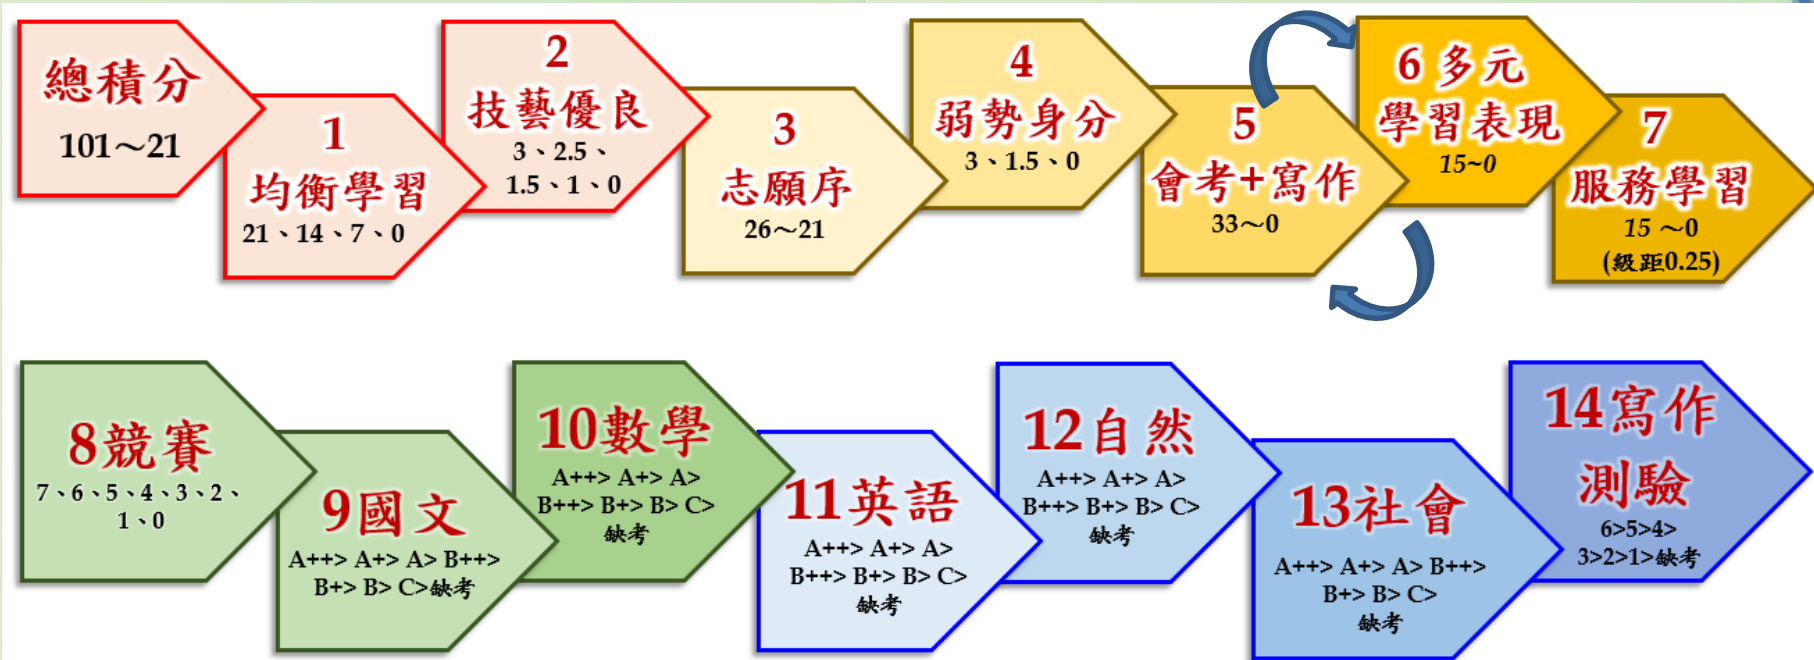 總積分
101～21
1
均衡學習
21、14、7、0
2
技藝優良
3、2.5、
1.5、1、0
3
志願序
26～21
4
弱勢身分
3、1.5、0
5
會考+寫作
33～0
6 多元
學習表現
15~0
7
服務學習
15 ～0
(級距0.25)
8競賽
7、6、5、4、3、2、
1、0
9國文
A++> A+> A> B++>
B+> B> C>缺考
10數學
A++> A+> A>
B++> B+> B> C>
缺考
11英語
A++> A+> A>
B++> B+> B> C>
缺考
12自然
A++> A+> A>
B++> B+> B> C>
缺考
13社會
A++> A+> A> B++>
B+> B> C>
缺考
14寫作
測驗
6>5>4>
3>2>1>缺考